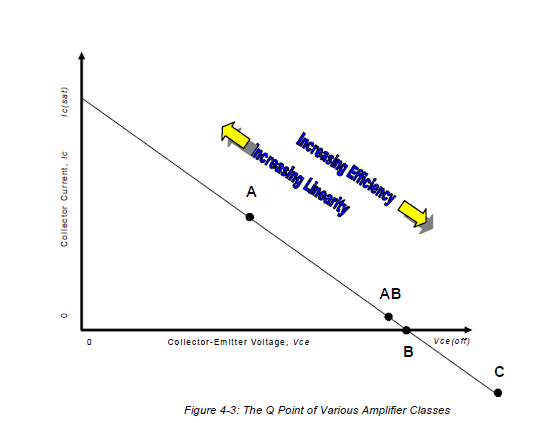 Ic(sat)
Collector Current, Ic
0
Increasing Efficiency
Increasing Linearity
A
AB
B
C
0
Collector-Emitter Voltage, Vce
Vce(off)
Figure 4-3: The Q Point of Various Amplifier Classes